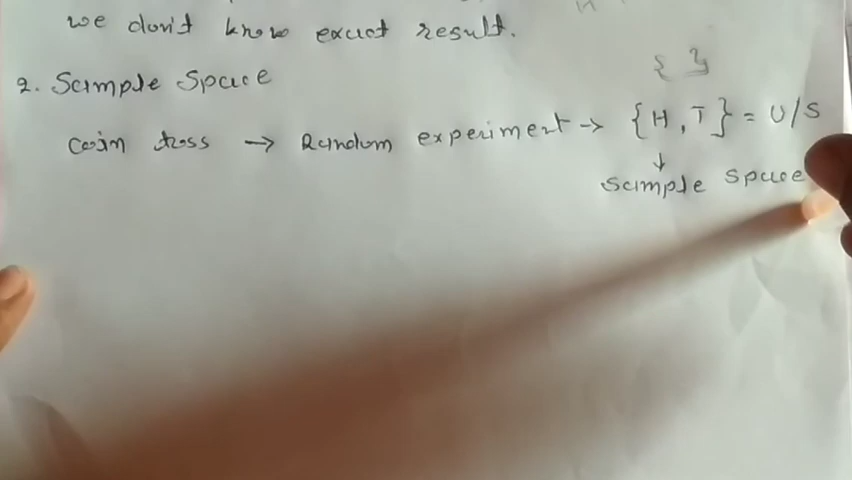 we don't know exact result.
2. Sample Space
{ }
Coin toss → Random experiment → {H, T} = U/S
↓
Sample Space